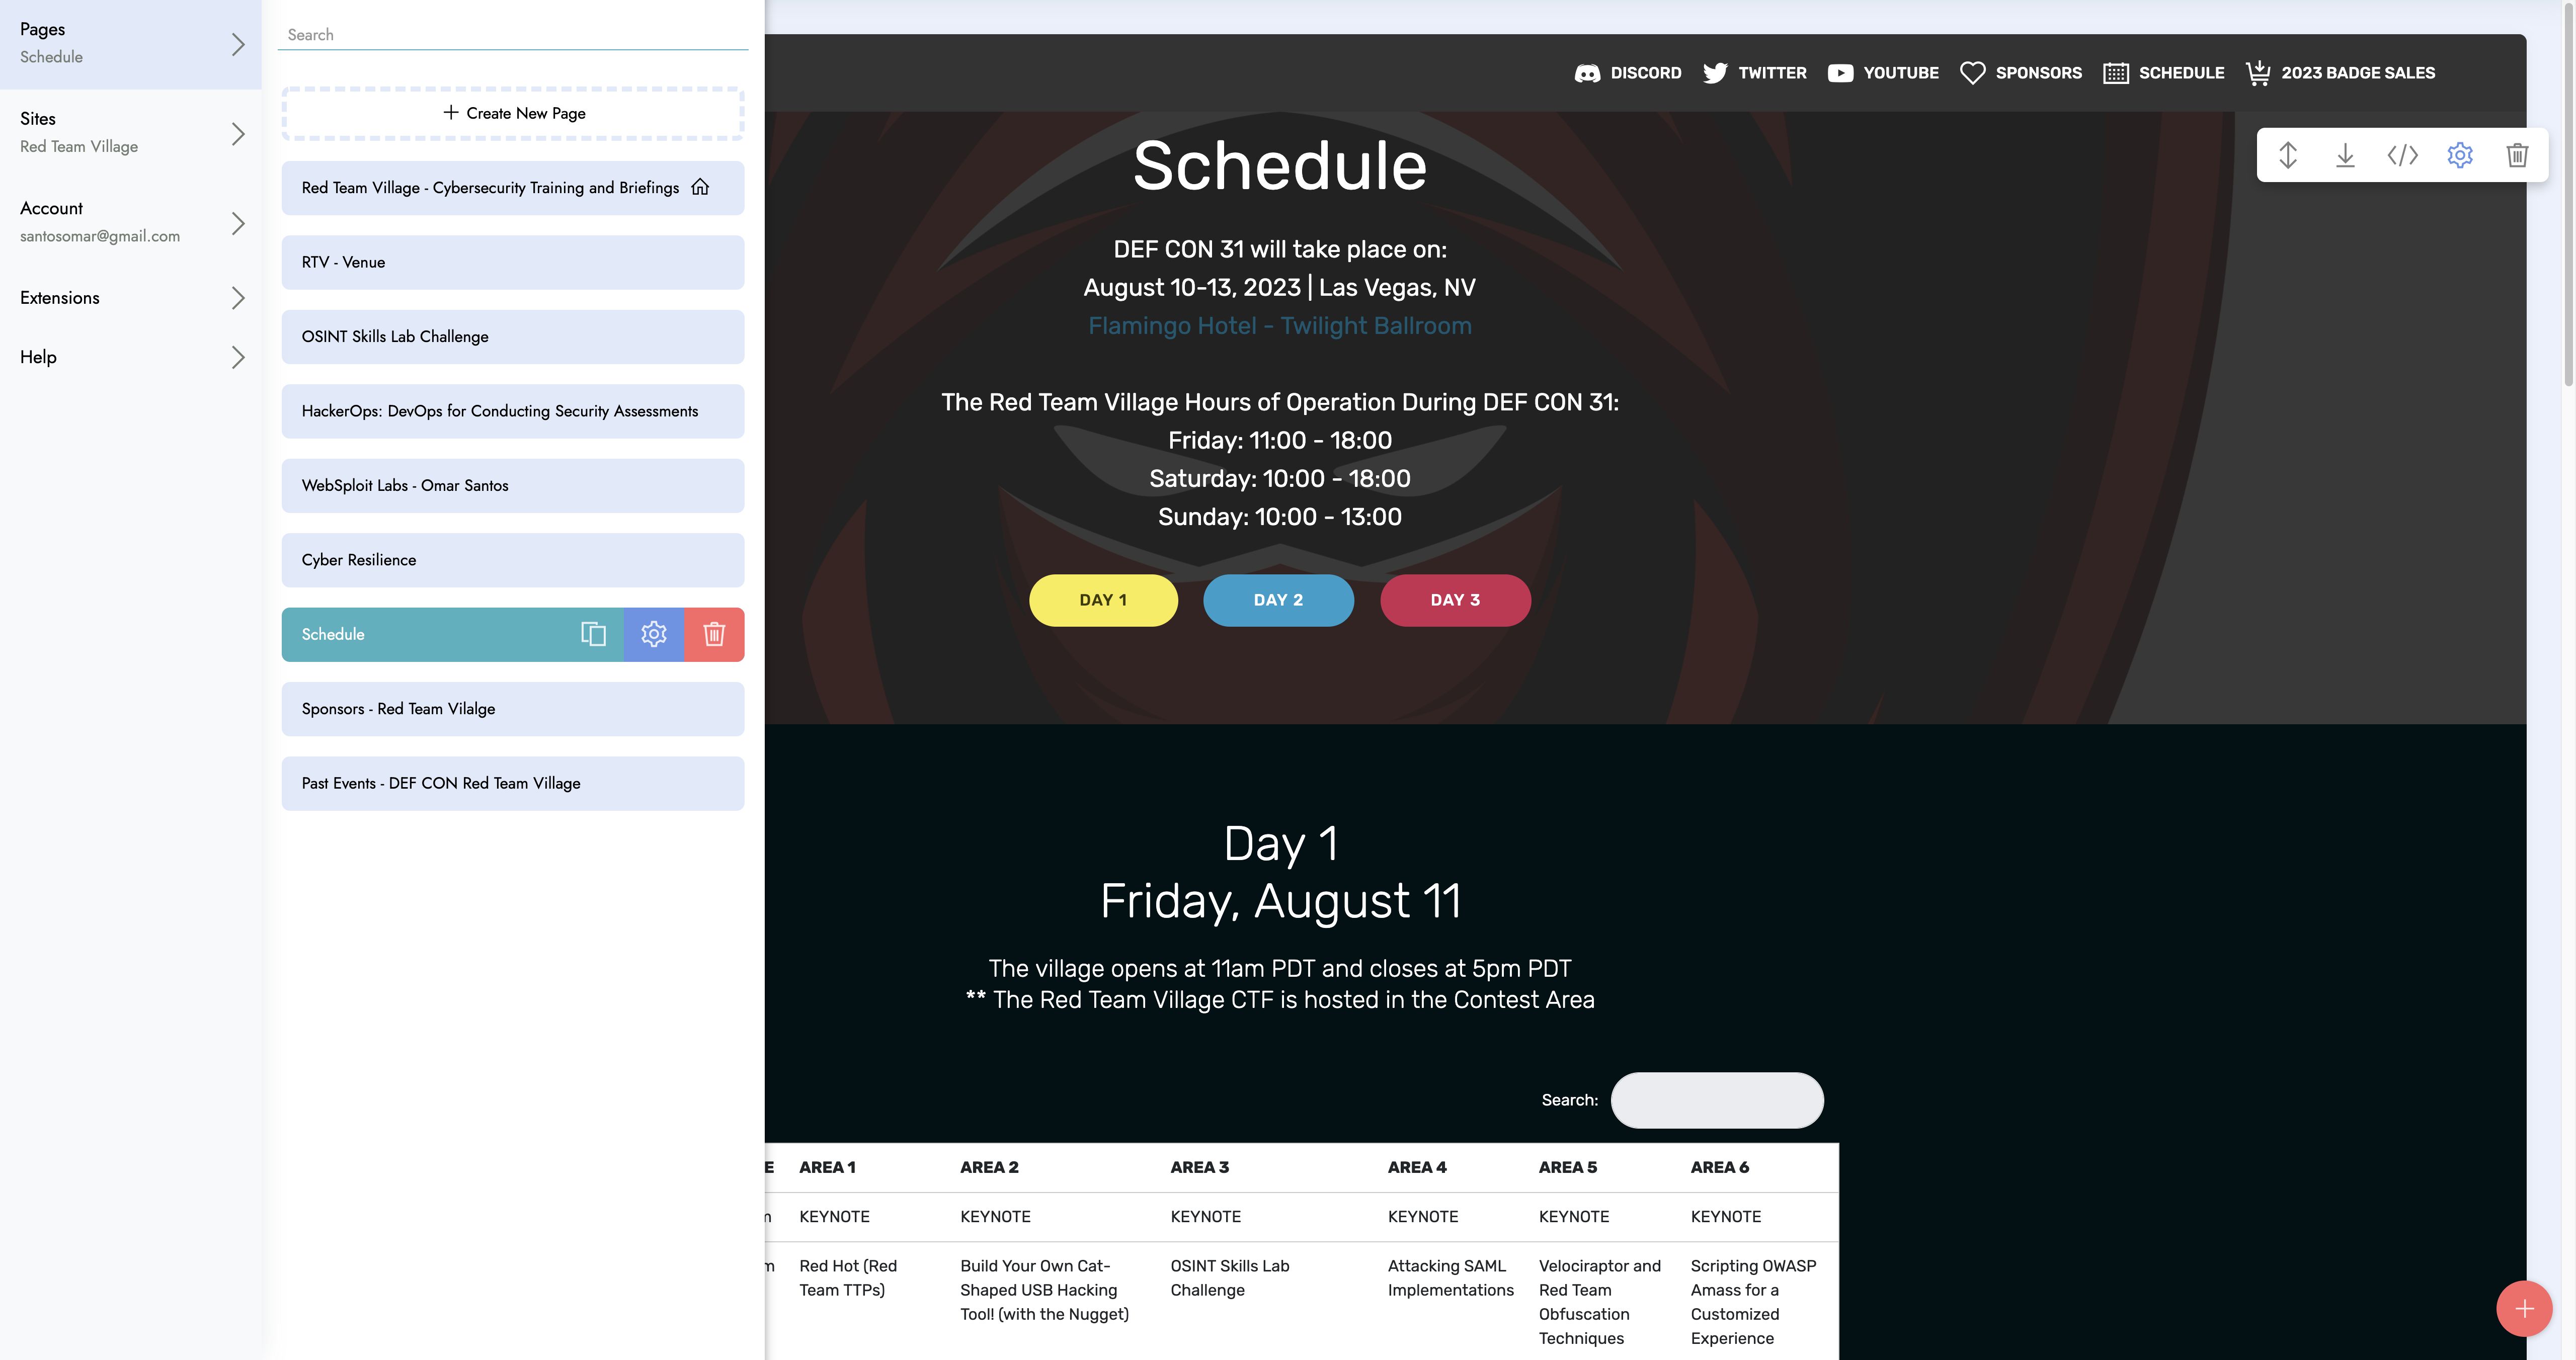 Pages
Schedule
Sites
Red Team Village
Account
santosomar@gmail.com
Extensions
Help
Search
+ Create New Page
Red Team Village - Cybersecurity Training and Briefings
RTV - Venue
OSINT Skills Lab Challenge
HackerOps: DevOps for Conducting Security Assessments
WebSploit Labs - Omar Santos
Cyber Resilience
Schedule
Sponsors - Red Team Vilalge
Past Events - DEF CON Red Team Village
DISCORD TWITTER YOUTUBE SPONSORS SCHEDULE 2023 BADGE SALES
Schedule
DEF CON 31 will take place on:
August 10-13, 2023 | Las Vegas, NV
Flamingo Hotel - Twilight Ballroom
The Red Team Village Hours of Operation During DEF CON 31:
Friday: 11:00 - 18:00
Saturday: 10:00 - 18:00
Sunday: 10:00 - 13:00
DAY 1 DAY 2 DAY 3
Day 1
Friday, August 11
The village opens at 11am PDT and closes at 5pm PDT
** The Red Team Village CTF is hosted in the Contest Area
Search:
E AREA 1 AREA 2 AREA 3 AREA 4 AREA 5 AREA 6
KEYNOTE KEYNOTE KEYNOTE KEYNOTE KEYNOTE KEYNOTE
m Red Hot (Red Build Your Own Cat- OSINT Skills Lab Attacking SAML Velociraptor and Scripting OWASP
Team TTPs) Shaped USB Hacking Challenge Implementations Red Team Amass for a
Tool! (with the Nugget) Obfuscation Customized
Techniques Experience